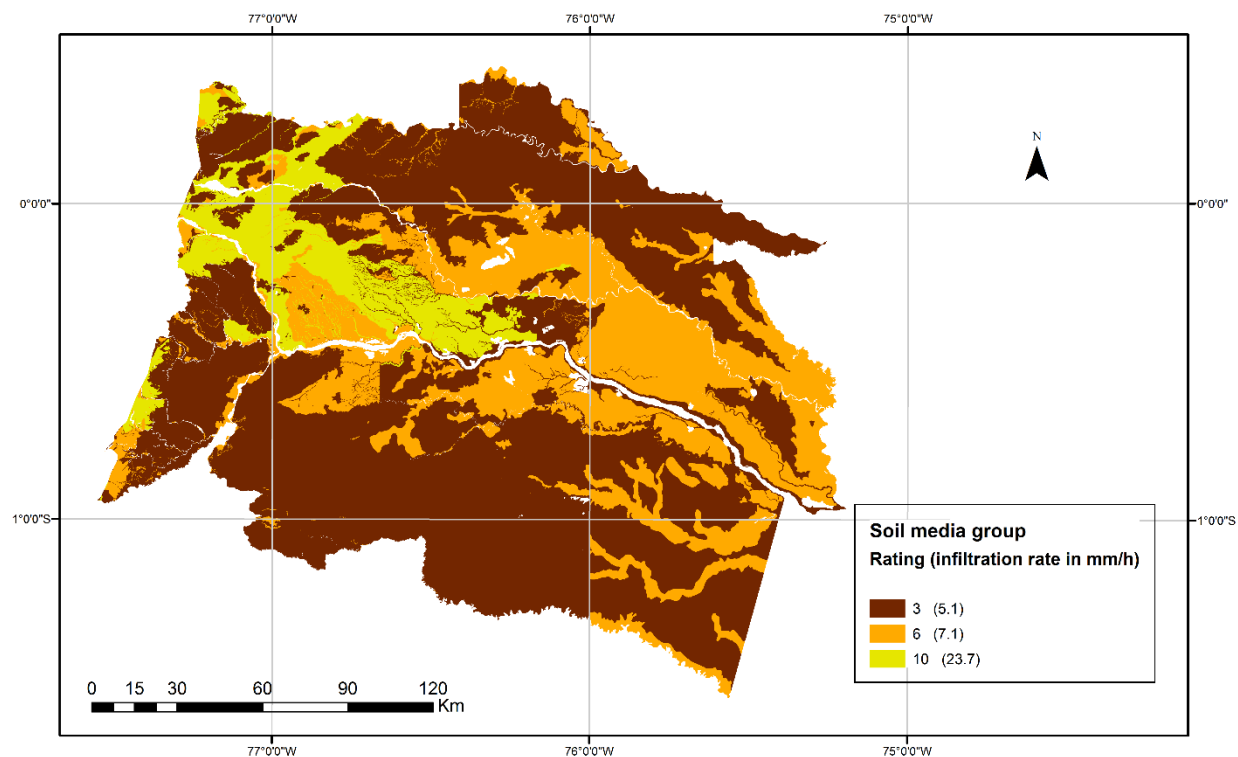 77°0'0"W 76°0'0"W 75°0'0"W
N
0°0'0" 0°0'0"
1°0'0"S 1°0'0"S
Soil media group
Rating (infiltration rate in mm/h)
3 (5.1)
6 (7.1)
10 (23.7)
0 15 30 60 90 120
Km
77°0'0"W 76°0'0"W 75°0'0"W